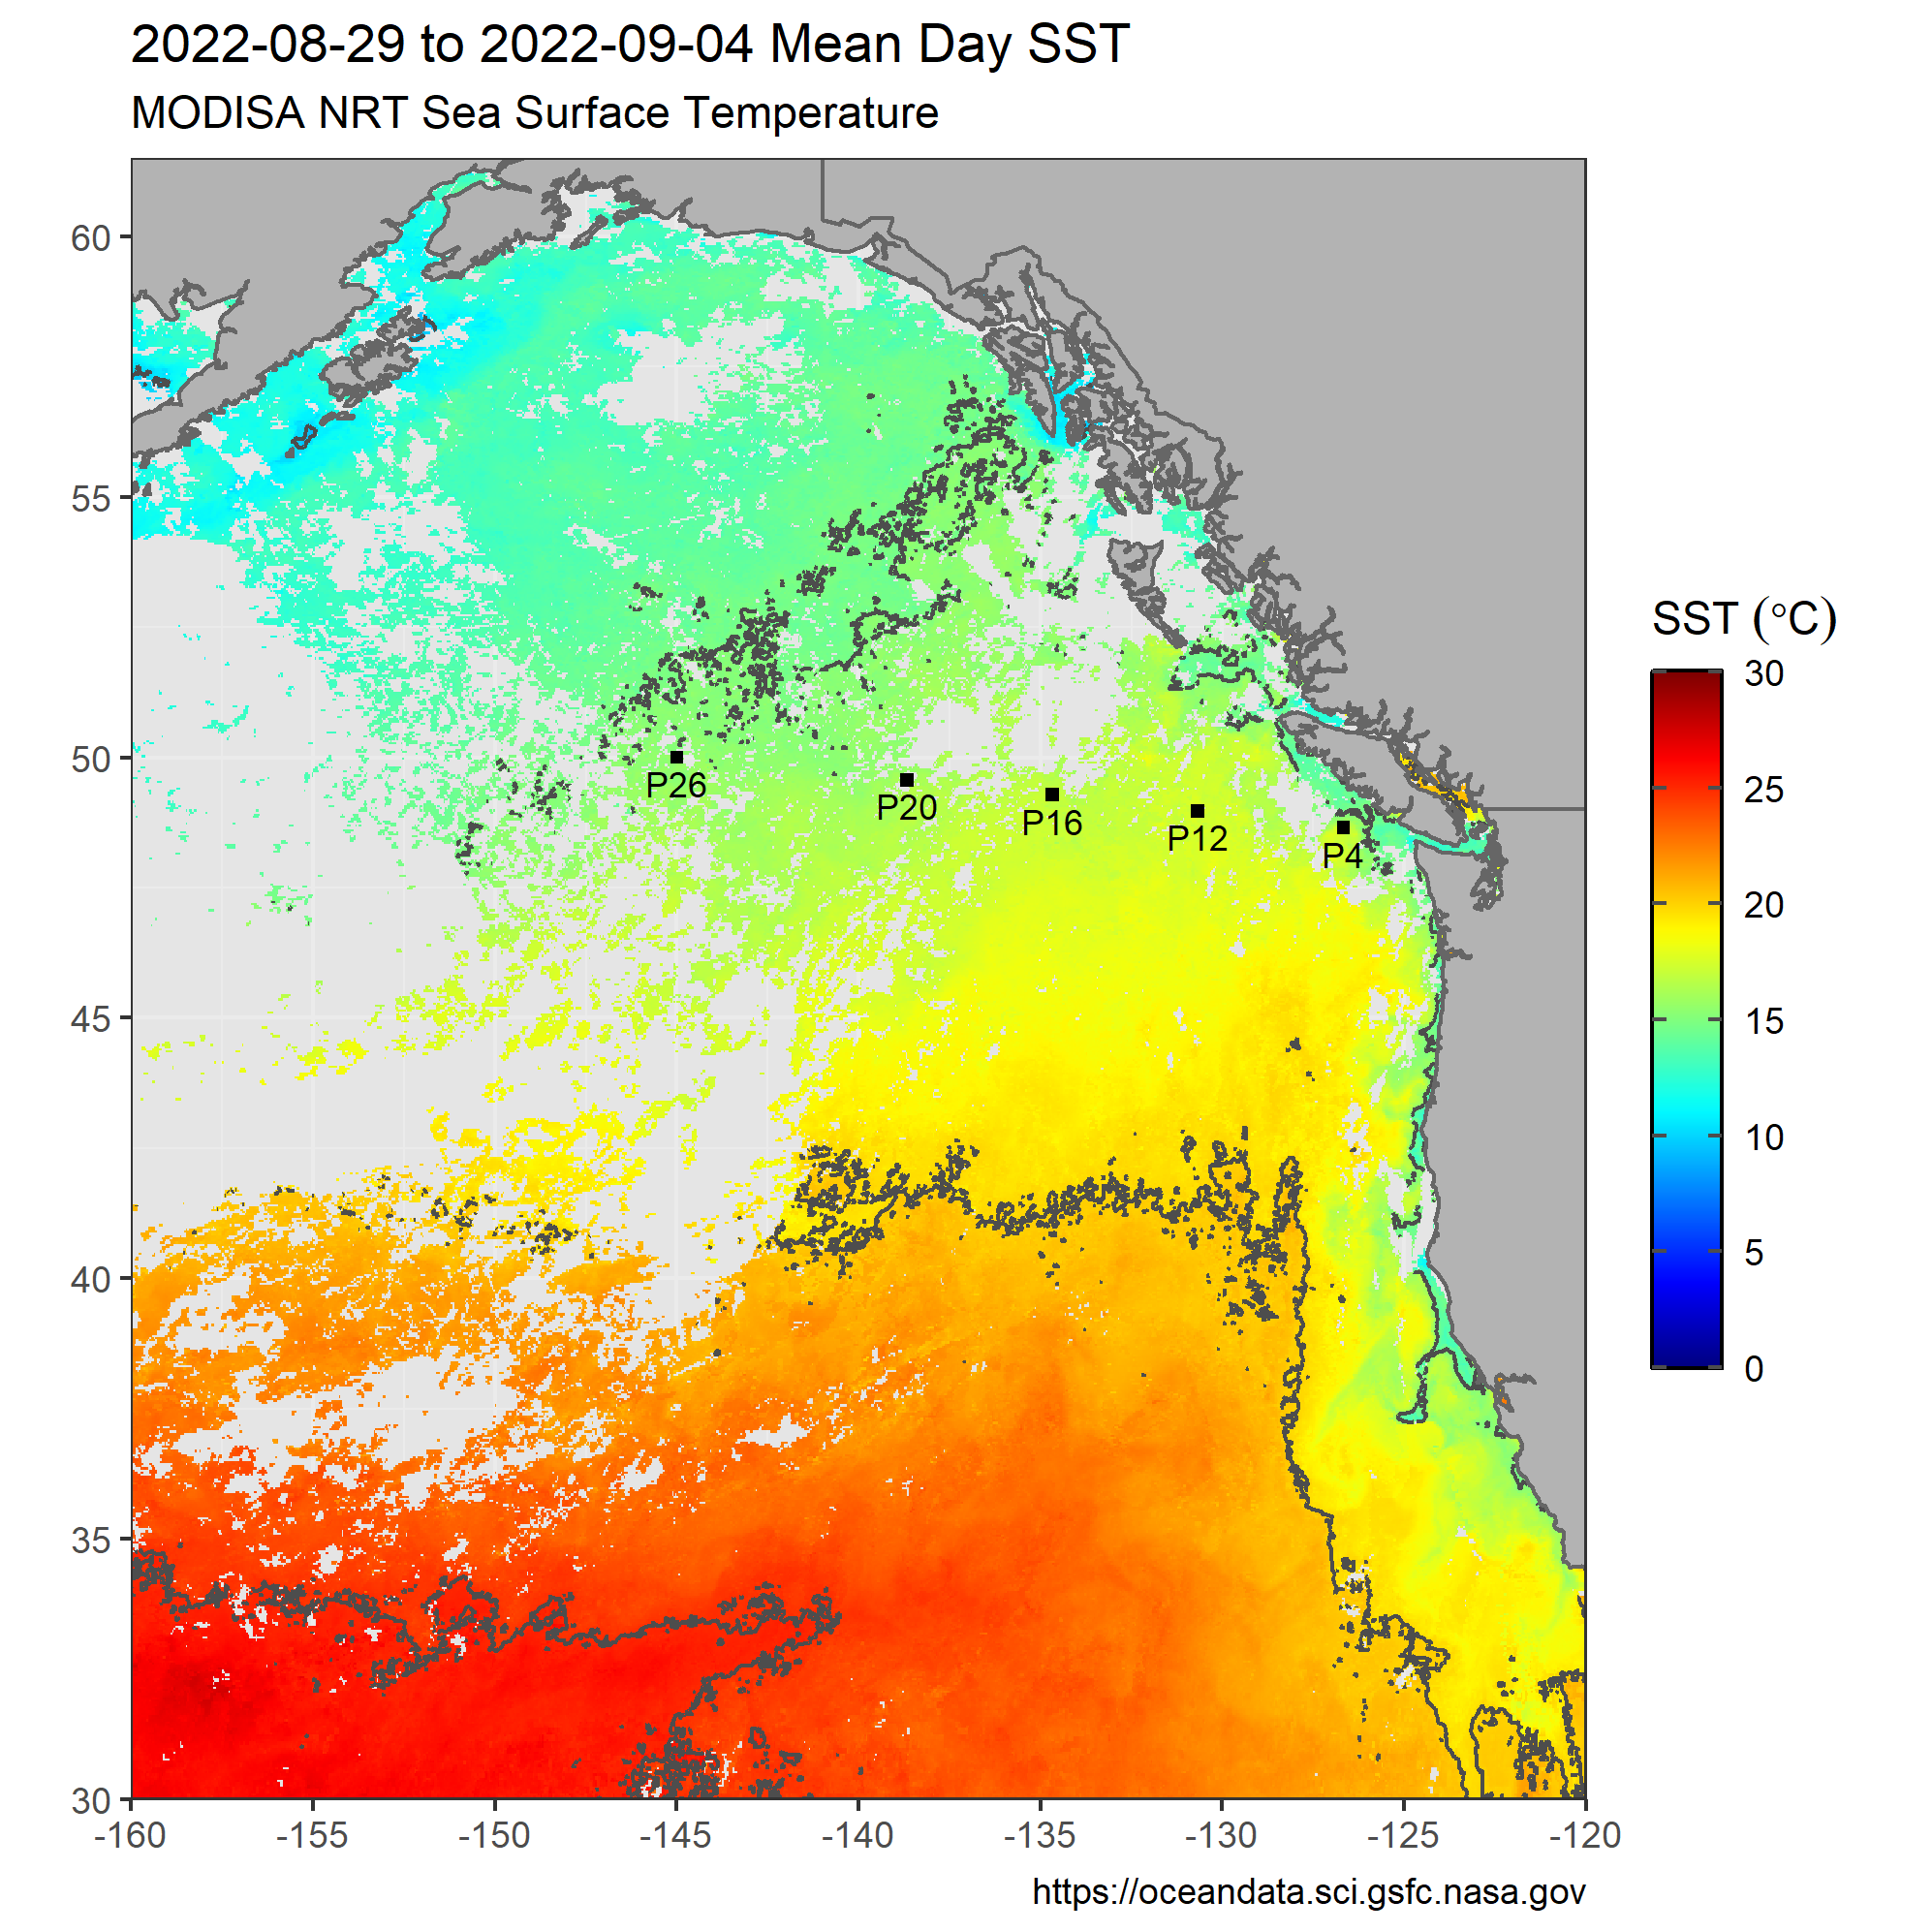 2022-08-29 to 2022-09-04 Mean Day SST
MODISA NRT Sea Surface Temperature
60
55
50
45
40
35
30
P26
P20
P16
P12
P4
SST (°C)
30
25
20
15
10
5
0
-160 -155 -150 -145 -140 -135 -130 -125 -120
https://oceandata.sci.gsfc.nasa.gov